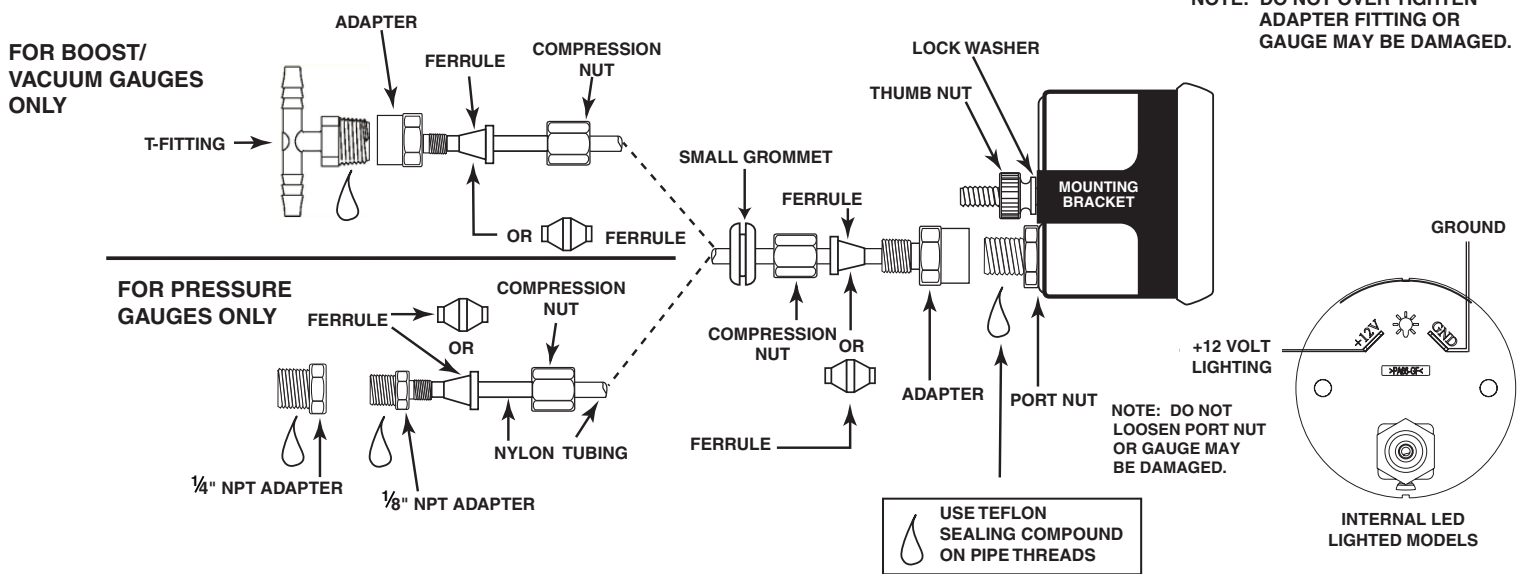 NOTE: DO NOT OVER TIGHTEN
ADAPTER FITTING OR
GAUGE MAY BE DAMAGED.
FOR BOOST/
VACUUM GAUGES
ONLY
ADAPTER
FERRULE
COMPRESSION
NUT
T-FITTING
OR
FERRULE
LOCK WASHER
THUMB NUT
MOUNTING
BRACKET
SMALL GROMMET
FERRULE
COMPRESSION
NUT
OR
FERRULE
ADAPTER
PORT NUT
FOR PRESSURE
GAUGES ONLY
FERRULE
OR
COMPRESSION
NUT
NYLON TUBING
1/4" NPT ADAPTER
1/8" NPT ADAPTER
NOTE: DO NOT
LOOSEN PORT NUT
OR GAUGE MAY
BE DAMAGED.
USE TEFLON
SEALING COMPOUND
ON PIPE THREADS
GROUND
+12 VOLT
LIGHTING
+12V
GND
>PA66-GF<
INTERNAL LED
LIGHTED MODELS